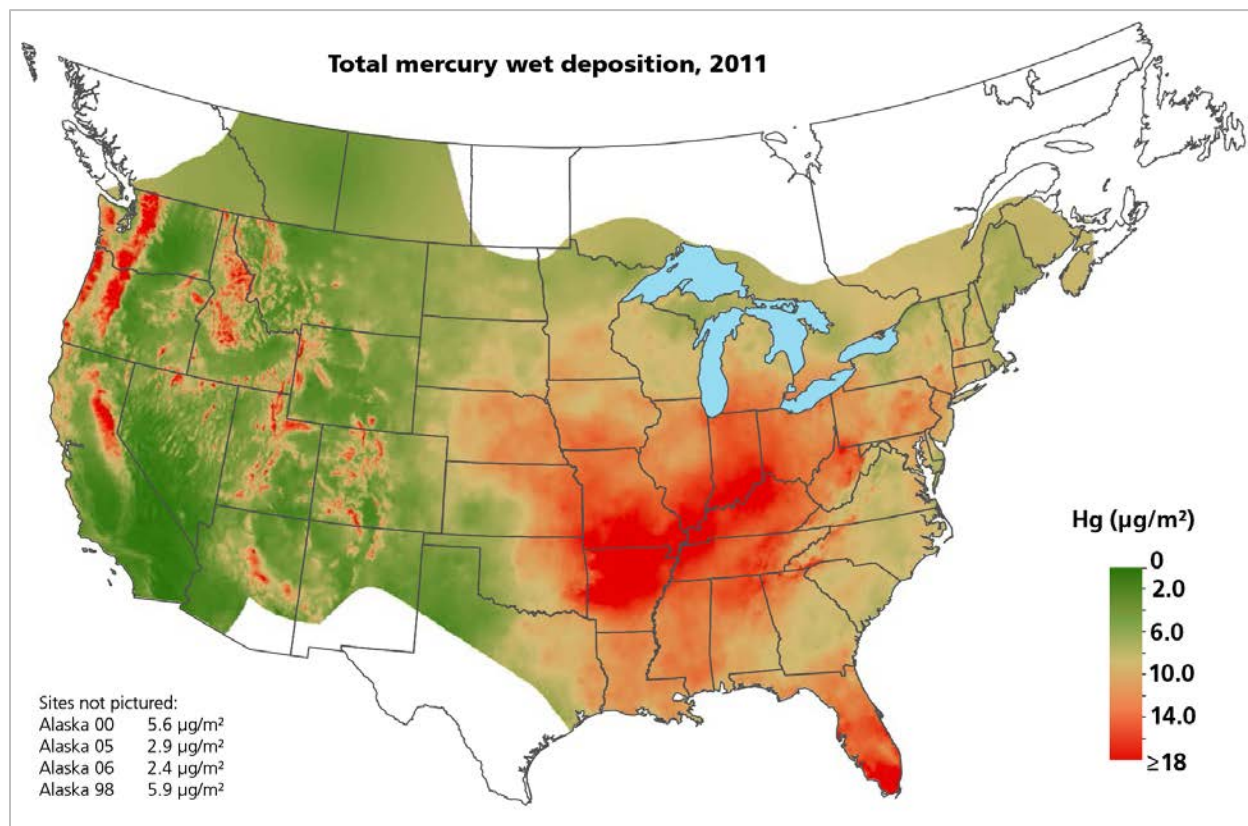 Total mercury wet deposition, 2011
Hg (µg/m²)
0
2.0
6.0
10.0
14.0
≥18
Sites not pictured:
Alaska 00 5.6 µg/m²
Alaska 05 2.9 µg/m²
Alaska 06 2.4 µg/m²
Alaska 98 5.9 µg/m²